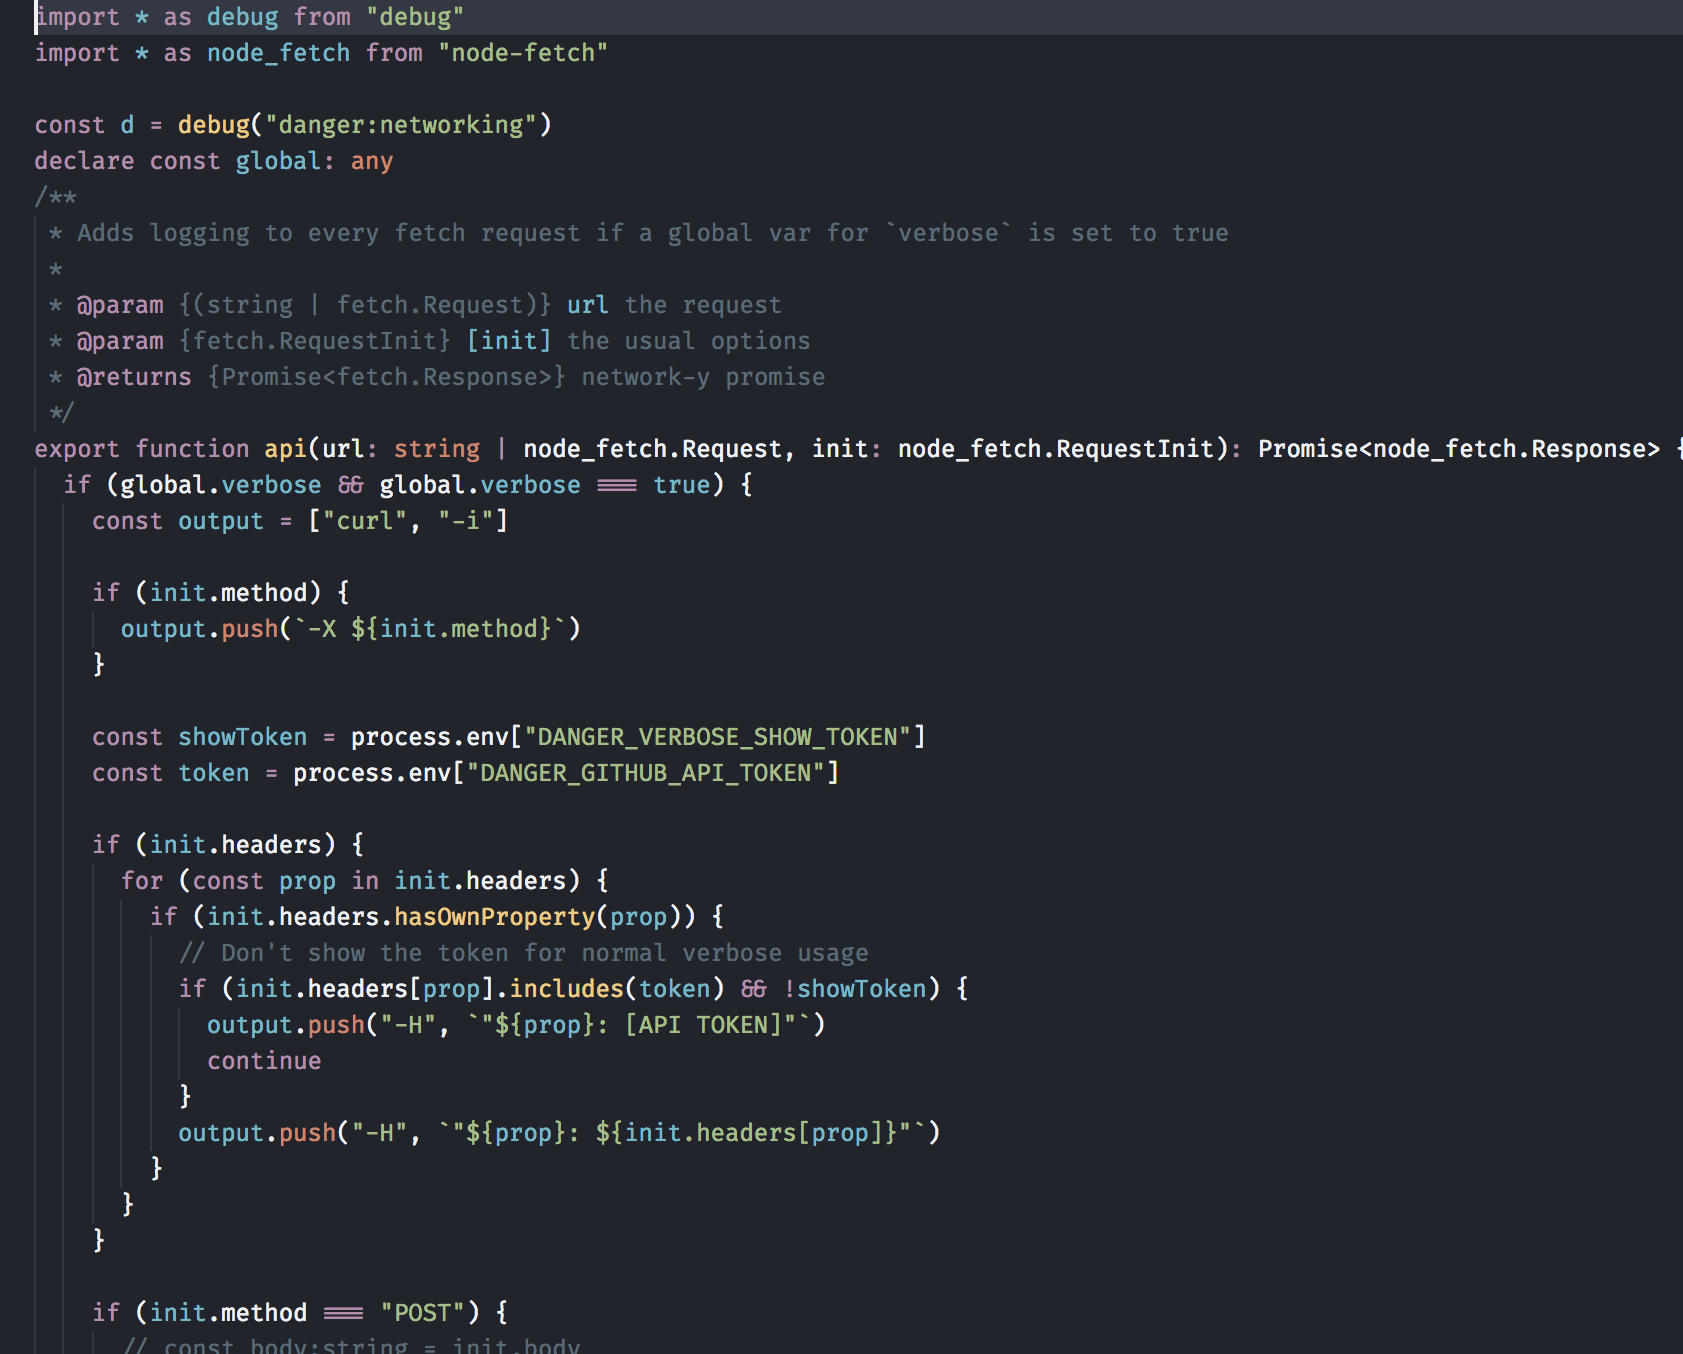 import * as debug from "debug"
import * as node_fetch from "node-fetch"
const d = debug("danger:networking")
declare const global: any
/**
* Adds logging to every fetch request if a global var for `verbose` is set to true
*
* @param {(string | fetch.Request)} url the request
* @param {fetch.RequestInit} [init] the usual options
* @returns {Promise<fetch.Response>} network-y promise
*/
export function api(url: string | node_fetch.Request, init: node_fetch.RequestInit): Promise<node_fetch.Response> {
if (global.verbose && global.verbose === true) {
const output = ["curl", "-i"]
if (init.method) {
output.push(`-X ${init.method}`)
}
const showToken = process.env["DANGER_VERBOSE_SHOW_TOKEN"]
const token = process.env["DANGER_GITHUB_API_TOKEN"]
if (init.headers) {
for (const prop in init.headers) {
if (init.headers.hasOwnProperty(prop)) {
// Don't show the token for normal verbose usage
if (init.headers[prop].includes(token) && !showToken) {
output.push("-H", `"${prop}: [API TOKEN]"`)
continue
}
output.push("-H", `"${prop}: ${init.headers[prop]}"`)
}
}
}
if (init.method === "POST") {
// const body:string = init.body